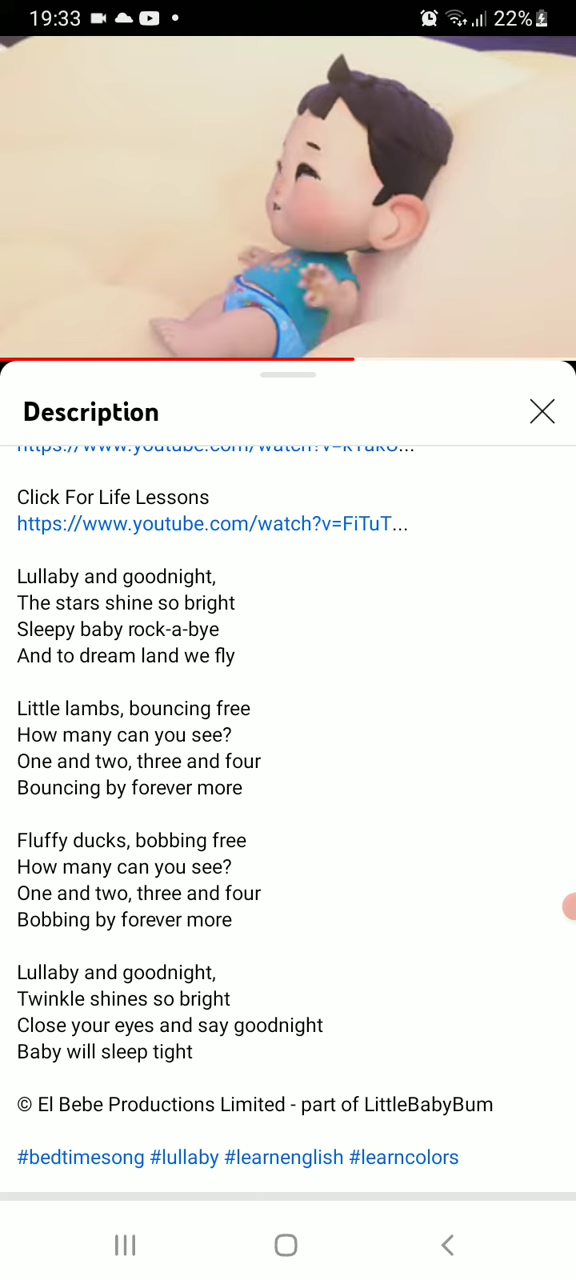 19:33
22%
Description
Click For Life Lessons
https://www.youtube.com/watch?v=FiTuT...
Lullaby and goodnight,
The stars shine so bright
Sleepy baby rock-a-bye
And to dream land we fly
Little lambs, bouncing free
How many can you see?
One and two, three and four
Bouncing by forever more
Fluffy ducks, bobbing free
How many can you see?
One and two, three and four
Bobbing by forever more
Lullaby and goodnight,
Twinkle shines so bright
Close your eyes and say goodnight
Baby will sleep tight
© El Bebe Productions Limited - part of LittleBabyBum
#bedtimesong #lullaby #learnenglish #learncolors